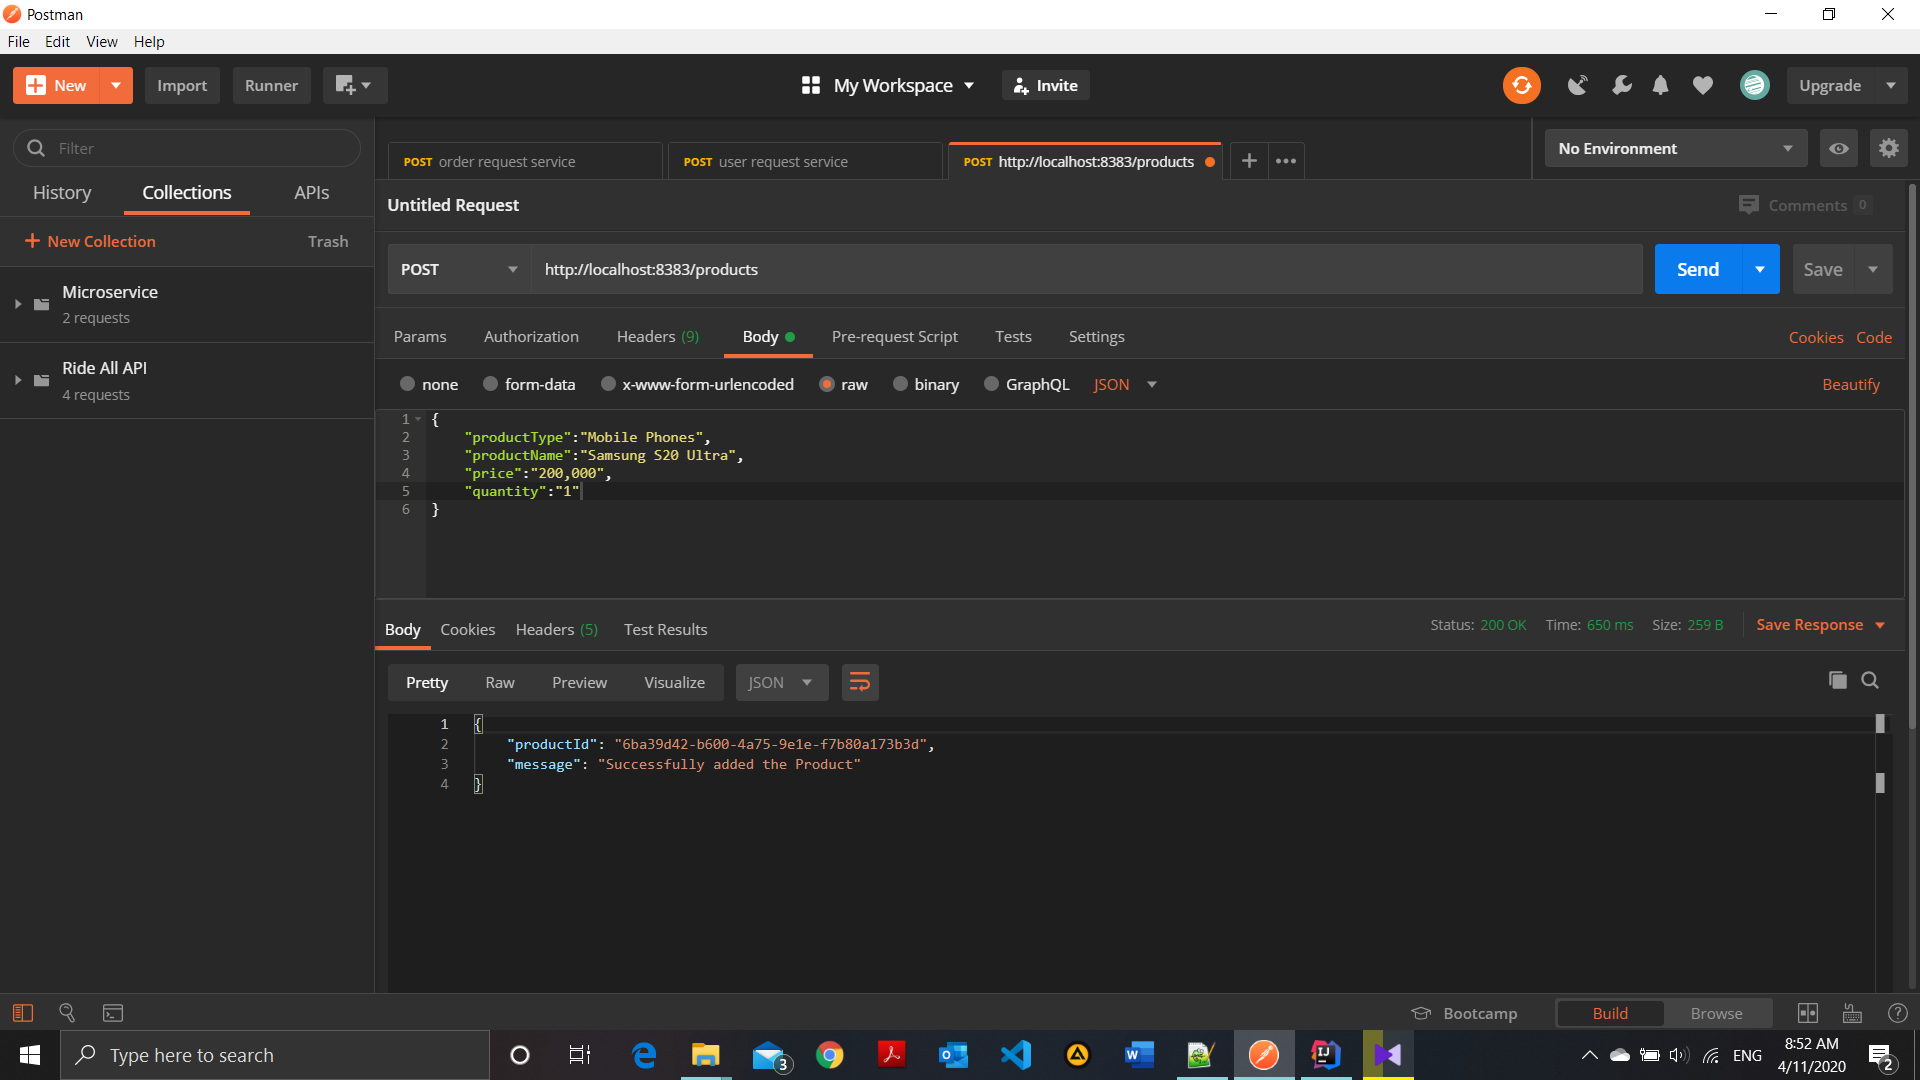 Postman
File Edit View Help
New Import Runner My Workspace Invite Upgrade
Filter
History Collections APIs
New Collection Trash
Microservice
2 requests
Ride All API
4 requests
POST order request service POST user request service POST http://localhost:8383/products No Environment
Untitled Request Comments 0
POST http://localhost:8383/products Send Save
Params Authorization Headers (9) Body Pre-request Script Tests Settings Cookies Code
none form-data x-www-form-urlencoded raw binary GraphQL JSON Beautify
1 {
2 "productType":"Mobile Phones",
3 "productName":"Samsung S20 Ultra",
4 "price":"200,000",
5 "quantity":"1"
6 }
Body Cookies Headers (5) Test Results Status: 200 OK Time: 650 ms Size: 259 B Save Response
Pretty Raw Preview Visualize JSON
1 {
2 "productId": "6ba39d42-b600-4a75-9e1e-f7b80a173b3d",
3 "message": "Successfully added the Product"
4 }
Bootcamp Build Browse
Type here to search 3 W IJ ENG 8:52 AM
4/11/2020 2